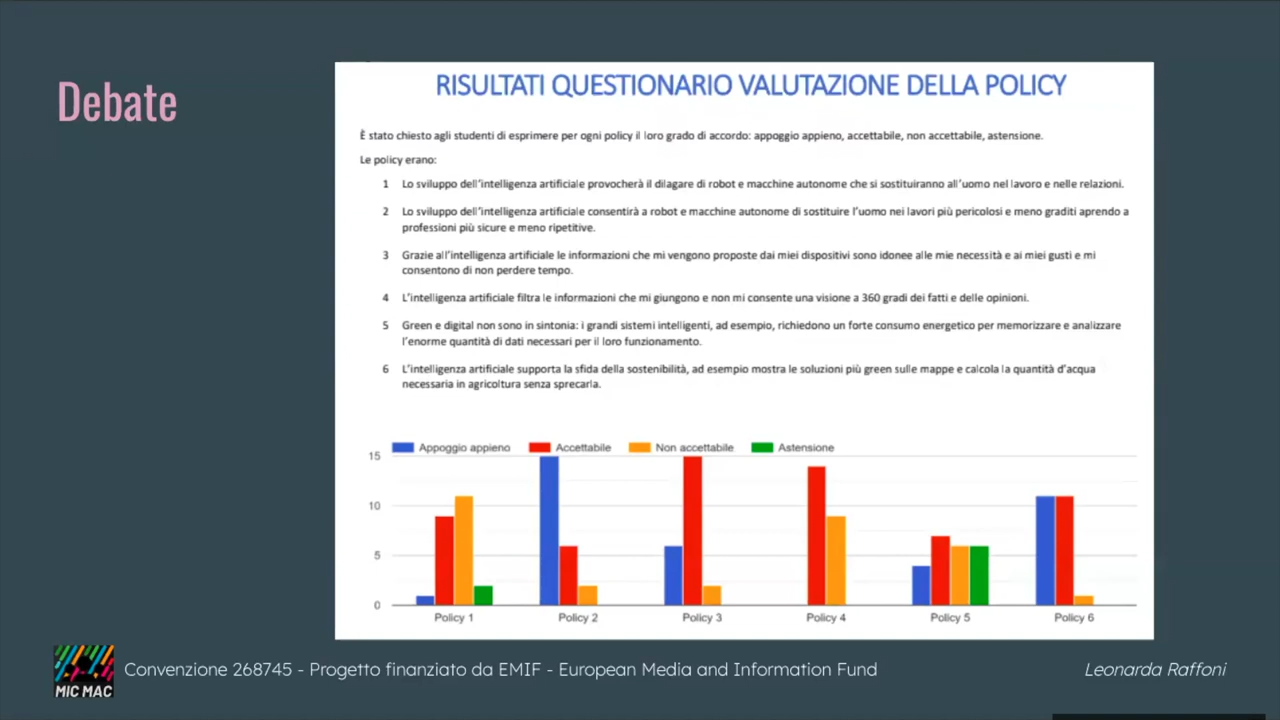 Debate
RISULTATI QUESTIONARIO VALUTAZIONE DELLA POLICY
È stato chiesto agli studenti di esprimere per ogni policy il loro grado di accordo: appoggio appieno, accettabile, non accettabile, astensione.
Le policy erano:
1 Lo sviluppo dell'intelligenza artificiale provocherà il dilagare di robot e macchine autonome che si sostituiranno all'uomo nel lavoro e nelle relazioni.
2 Lo sviluppo dell'intelligenza artificiale consentirà a robot e macchine autonome di sostituire l'uomo nei lavori più pericolosi e meno graditi aprendo a
professioni più sicure e meno ripetitive.
3 Grazie all'intelligenza artificiale le informazioni che mi vengono proposte dai miei dispositivi sono idonee alle mie necessità e ai miei gusti e mi
consentono di non perdere tempo.
4 L'intelligenza artificiale filtra le informazioni che mi giungono e non mi consente una visione a 360 gradi dei fatti e delle opinioni.
5 Green e digital non sono in sintonia: i grandi sistemi intelligenti, ad esempio, richiedono un forte consumo energetico per memorizzare e analizzare
l'enorme quantità di dati necessari per il loro funzionamento.
6 L'intelligenza artificiale supporta la sfida della sostenibilità, ad esempio mostra le soluzioni più green sulle mappe e calcola la quantità d'acqua
necessaria in agricoltura senza sprecarla.
Appoggio appieno Accettabile Non accettabile Astensione
15
10
5
0
Policy 1 Policy 2 Policy 3 Policy 4 Policy 5 Policy 6
MIC MAC
Convenzione 268745 - Progetto finanziato da EMIF - European Media and Information Fund
Leonarda Raffoni